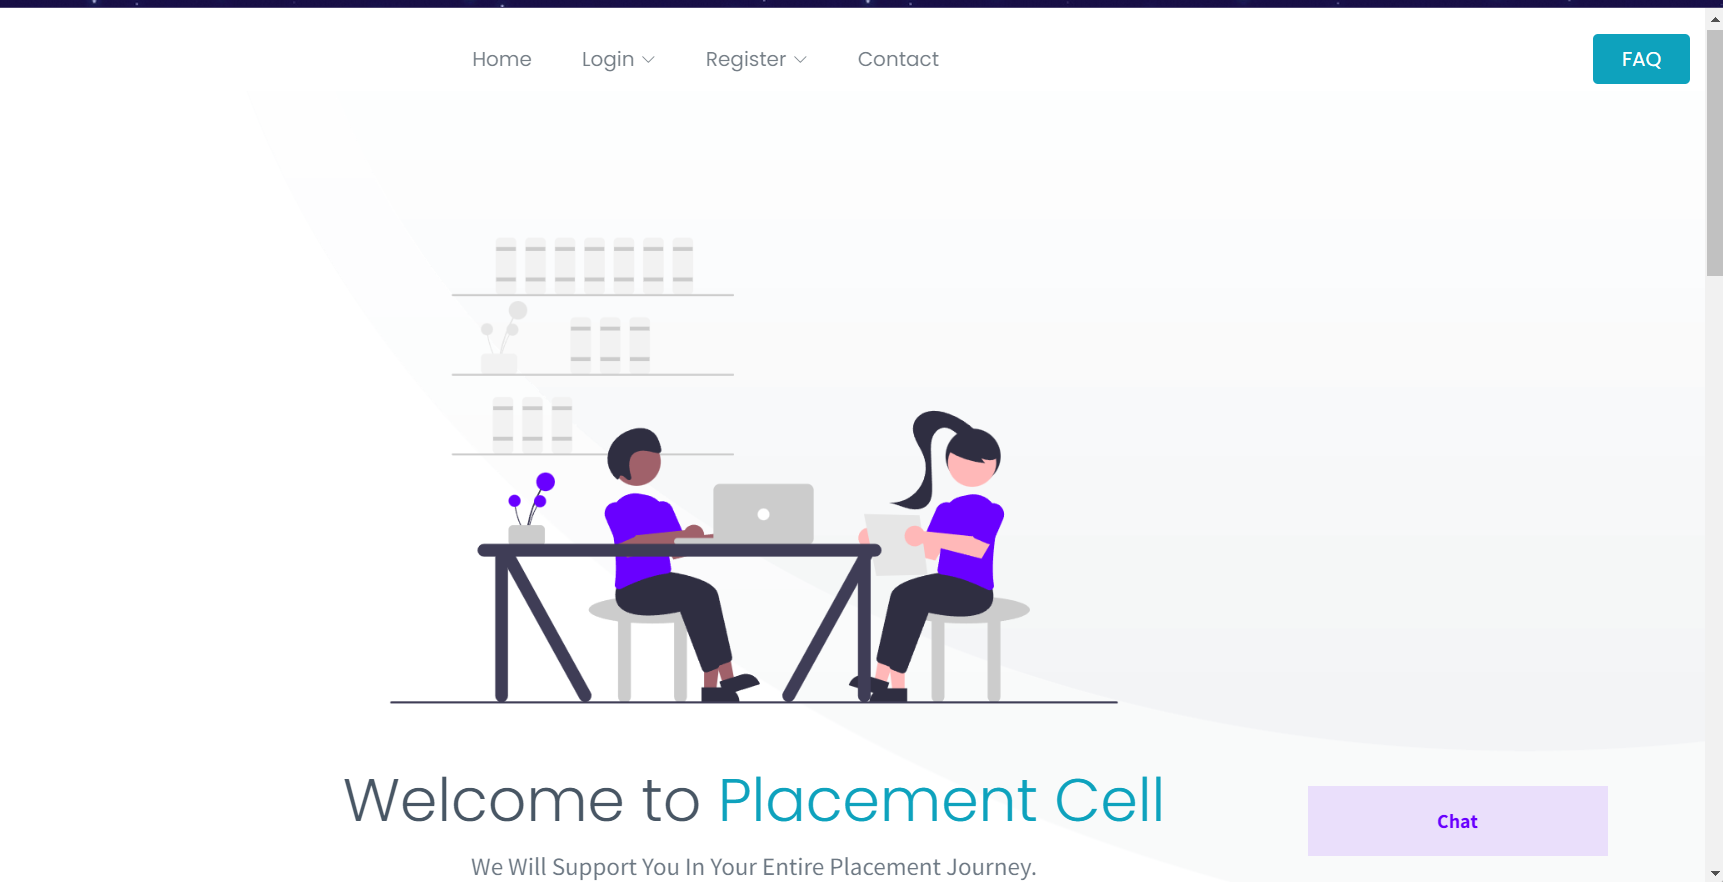 Home Login Register Contact FAQ
Welcome to Placement Cell
We Will Support You In Your Entire Placement Journey.
Chat